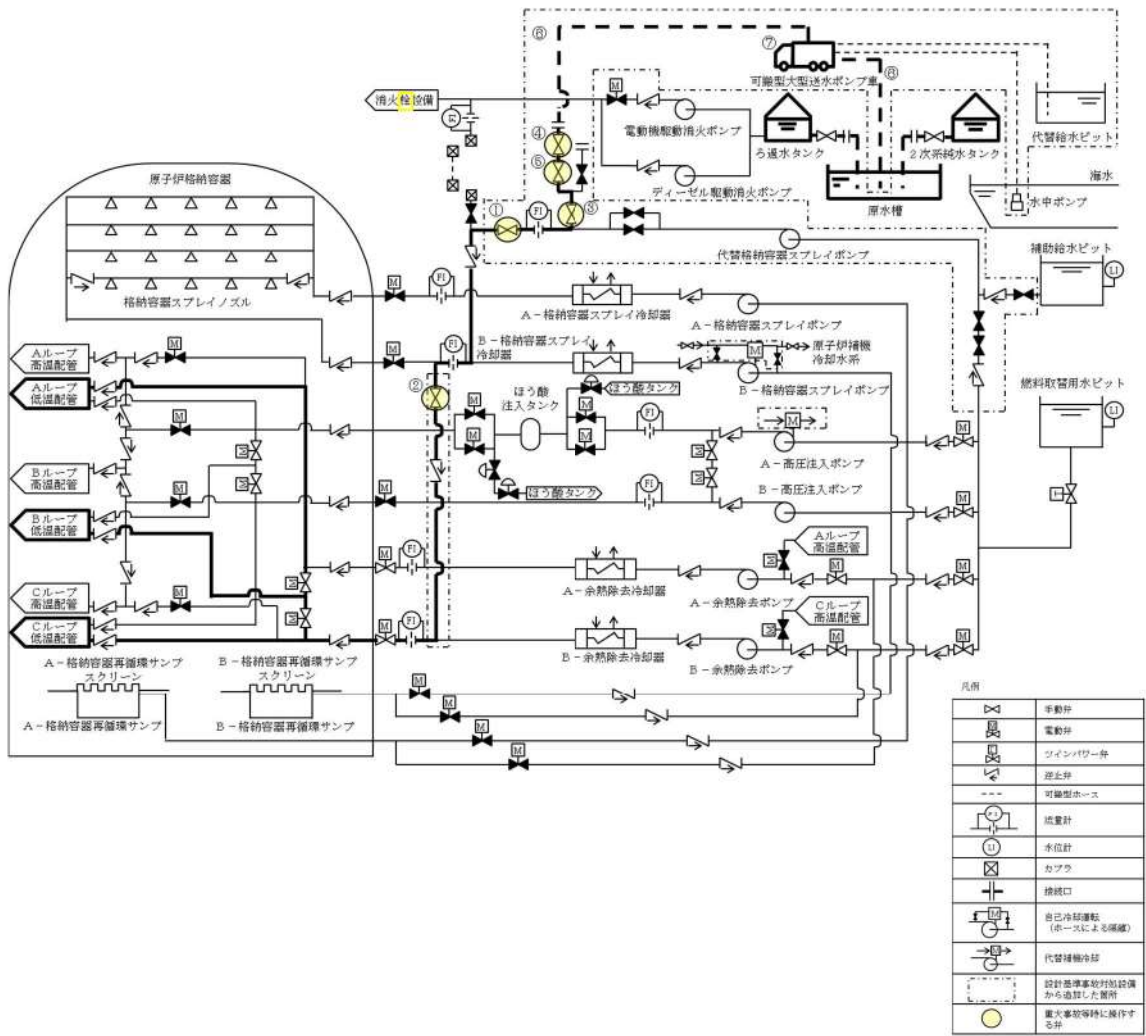 ⑥
⑦
可搬型大型送水ポンプ車
⑧
代替給水ピット
消火栓設備
FI
M
電動機駆動消火ポンプ
ろ過水タンク
2次系純水タンク
④
⑤
海水
ディーゼル駆動消火ポンプ
原水槽
水中ポンプ
原子炉格納容器
①
FI
③
代替格納容器スプレイポンプ
補助給水ピット
LI
格納容器スプレイノズル
M
FI
A-格納容器スプレイ冷却器
A-格納容器スプレイポンプ
B-格納容器スプレイ
冷却器
原子炉補機
冷却水系
M
FI
M
B-格納容器スプレイポンプ
Aループ
高温配管
M
Aループ
低温配管
②
ほう酸
注入タンク
ほう酸タンク
燃料取替用水ピット
LI
M
M
M
M
M
FI
M
A-高圧注入ポンプ
M
M
Bループ
高温配管
M
M
ほう酸タンク
M
M
M
FI
B-高圧注入ポンプ
M
Bループ
低温配管
Aループ
高温配管
M
M
FI
M
M
M
A-余熱除去冷却器
A-余熱除去ポンプ
Cループ
高温配管
M
M
Cループ
高温配管
Cループ
低温配管
M
FI
M
M
M
B-余熱除去冷却器
B-余熱除去ポンプ
A-格納容器再循環サンプ
スクリーン
B-格納容器再循環サンプ
スクリーン
A-格納容器再循環サンプ
B-格納容器再循環サンプ
M
M
M
M
凡例
手動弁
電動弁
ツインパワー弁
逆止弁
可搬型ホース
FI 流量計
LI 水位計
カプラ
接続口
M 自己冷却運転
(ホースによる隔離)
M 代替補機冷却
設計基準事故対処設備
から追加した箇所
重大事故等時に操作す
る弁